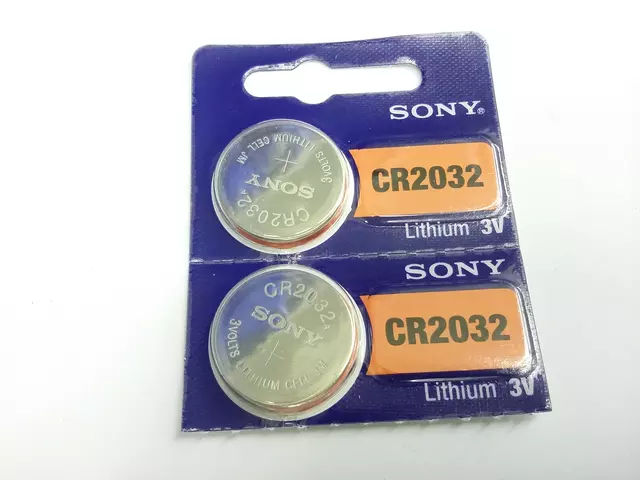 SONY®
CR2032
Lithium 3V
+
SONY
CR2032
3VOLTS LITHIUM CELL JM
SONY
CR2032
Lithium 3V
CR2032
SONY
+
3VOLTS LITHIUM CELL JM